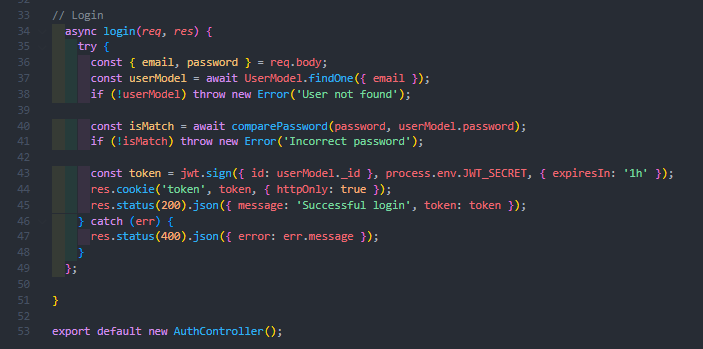 33 // Login
34 async login(req, res) {
35 try {
36 const { email, password } = req.body;
37 const userModel = await UserModel.findOne({ email });
38 if (!userModel) throw new Error('User not found');
39
40 const isMatch = await comparePassword(password, userModel.password);
41 if (!isMatch) throw new Error('Incorrect password');
42
43 const token = jwt.sign({ id: userModel._id }, process.env.JWT_SECRET, { expiresIn: '1h' });
44 res.cookie('token', token, { httpOnly: true });
45 res.status(200).json({ message: 'Successful login', token: token });
46 } catch (err) {
47 res.status(400).json({ error: err.message });
48 }
49 };
50
51 }
52
53 export default new AuthController();